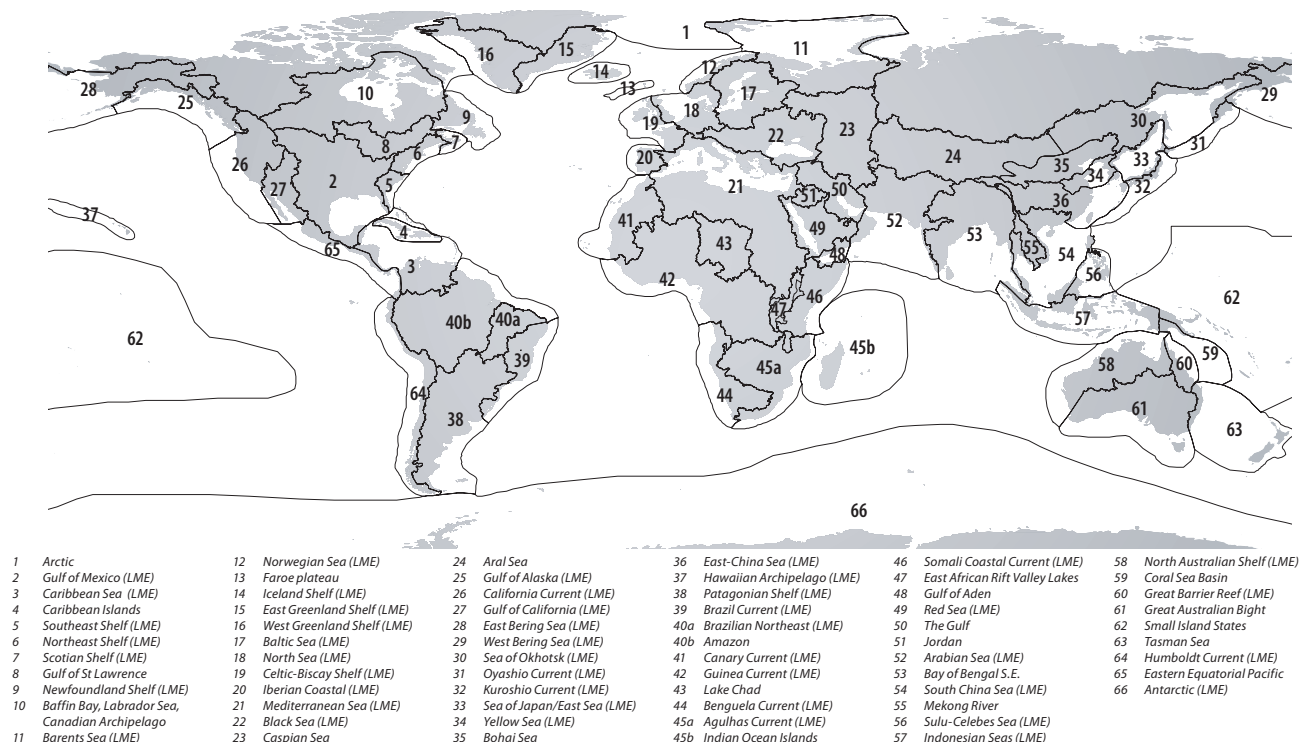 1
16
15
11
14
12
28
10
13
17
29
25
18
9
19
30
23
22
8
7
31
6
20
24
33
26
35
34
2
32
27
5
21
50
51
36
37
41
52
49
4
43
53
55
54
65
48
3
56
42
46
62
47
57
40b
40a
62
45b
59
39
58
60
45a
64
44
61
38
63
66
1 Arctic
2 Gulf of Mexico (LME)
3 Caribbean Sea (LME)
4 Caribbean Islands
5 Southeast Shelf (LME)
6 Northeast Shelf (LME)
7 Scotian Shelf (LME)
8 Gulf of St Lawrence
9 Newfoundland Shelf (LME)
10 Baffin Bay, Labrador Sea,
Canadian Archipelago
11 Barents Sea (LME)
12 Norwegian Sea (LME)
13 Faroe plateau
14 Iceland Shelf (LME)
15 East Greenland Shelf (LME)
16 West Greenland Shelf (LME)
17 Baltic Sea (LME)
18 North Sea (LME)
19 Celtic-Biscay Shelf (LME)
20 Iberian Coastal (LME)
21 Mediterranean Sea (LME)
22 Black Sea (LME)
23 Caspian Sea
24 Aral Sea
25 Gulf of Alaska (LME)
26 California Current (LME)
27 Gulf of California (LME)
28 East Bering Sea (LME)
29 West Bering Sea (LME)
30 Sea of Okhotsk (LME)
31 Oyashio Current (LME)
32 Kuroshio Current (LME)
33 Sea of Japan/East Sea (LME)
34 Yellow Sea (LME)
35 Bohai Sea
36 East-China Sea (LME)
37 Hawaiian Archipelago (LME)
38 Patagonian Shelf (LME)
39 Brazil Current (LME)
40a Brazilian Northeast (LME)
40b Amazon
41 Canary Current (LME)
42 Guinea Current (LME)
43 Lake Chad
44 Benguela Current (LME)
45a Agulhas Current (LME)
45b Indian Ocean Islands
46 Somali Coastal Current (LME)
47 East African Rift Valley Lakes
48 Gulf of Aden
49 Red Sea (LME)
50 The Gulf
51 Jordan
52 Arabian Sea (LME)
53 Bay of Bengal S.E.
54 South China Sea (LME)
55 Mekong River
56 Sulu-Celebes Sea (LME)
57 Indonesian Seas (LME)
58 North Australian Shelf (LME)
59 Coral Sea Basin
60 Great Barrier Reef (LME)
61 Great Australian Bight
62 Small Island States
63 Tasman Sea
64 Humboldt Current (LME)
65 Eastern Equatorial Pacific
66 Antarctic (LME)